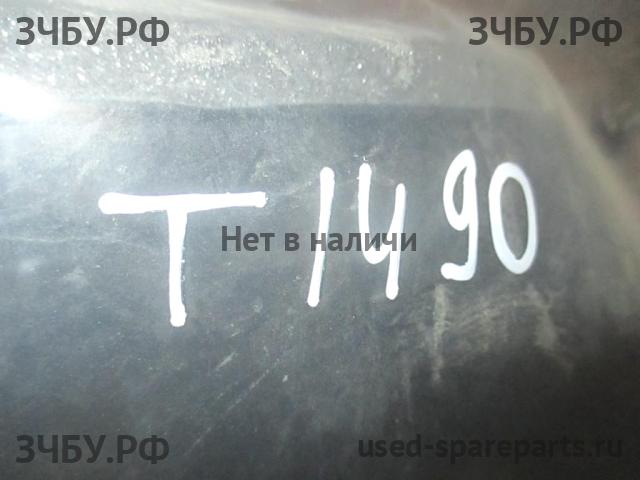 ЗЧБУ.РФ ЗЧБУ.РФ
T 1490
Нет в наличи
ЗЧБУ.РФ used-spareparts.ru